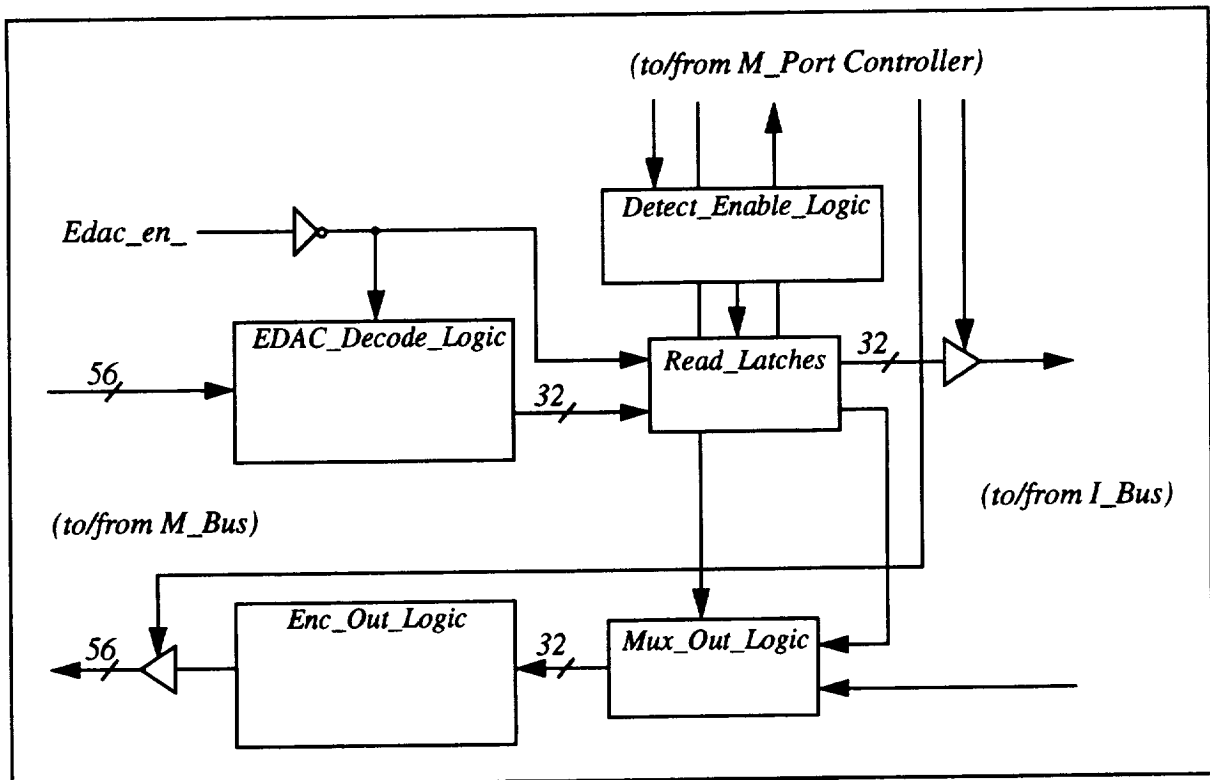 (to/from M_Port Controller)
Detect_Enable_Logic
Edac_en_
EDAC_Decode_Logic
Read_Latches
32
56
32
(to/from I_Bus)
(to/from M_Bus)
Enc_Out_Logic
Mux_Out_Logic
56
32